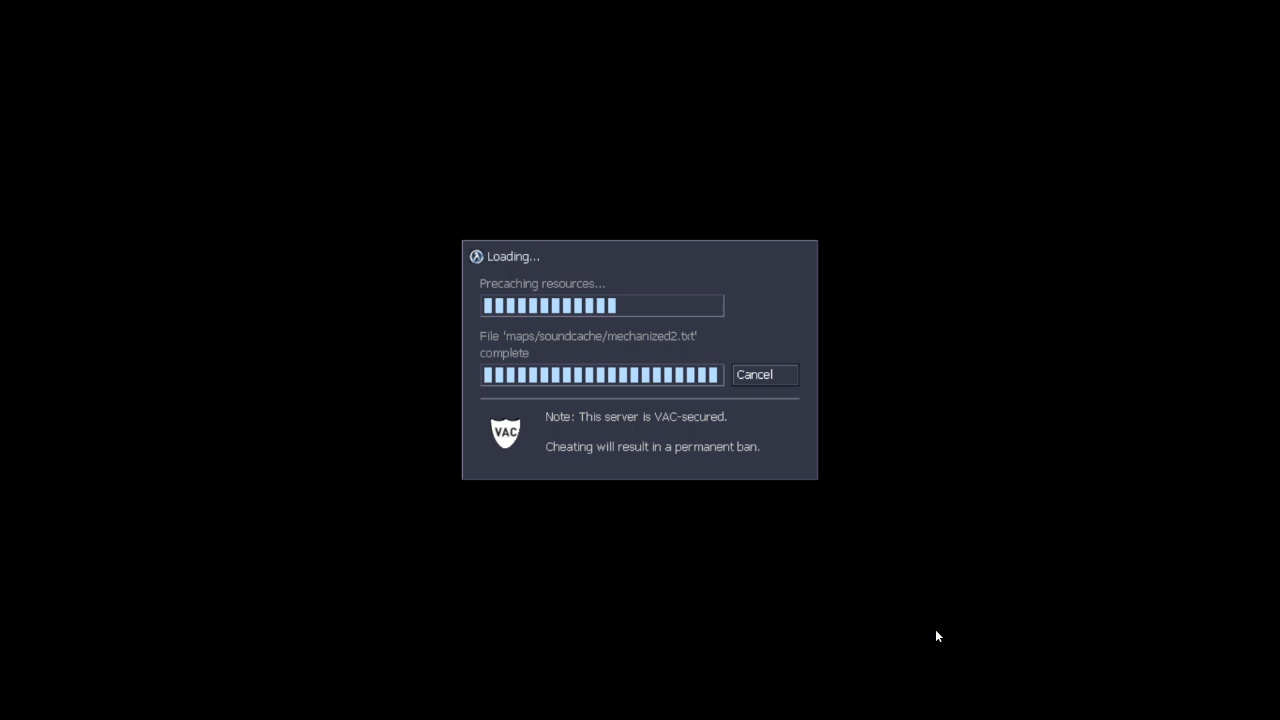 Loading...
Precaching resources...
File 'maps/soundcache/mechanized2.txt'
complete
Cancel
Note: This server is VAC-secured.
VAC
Cheating will result in a permanent ban.